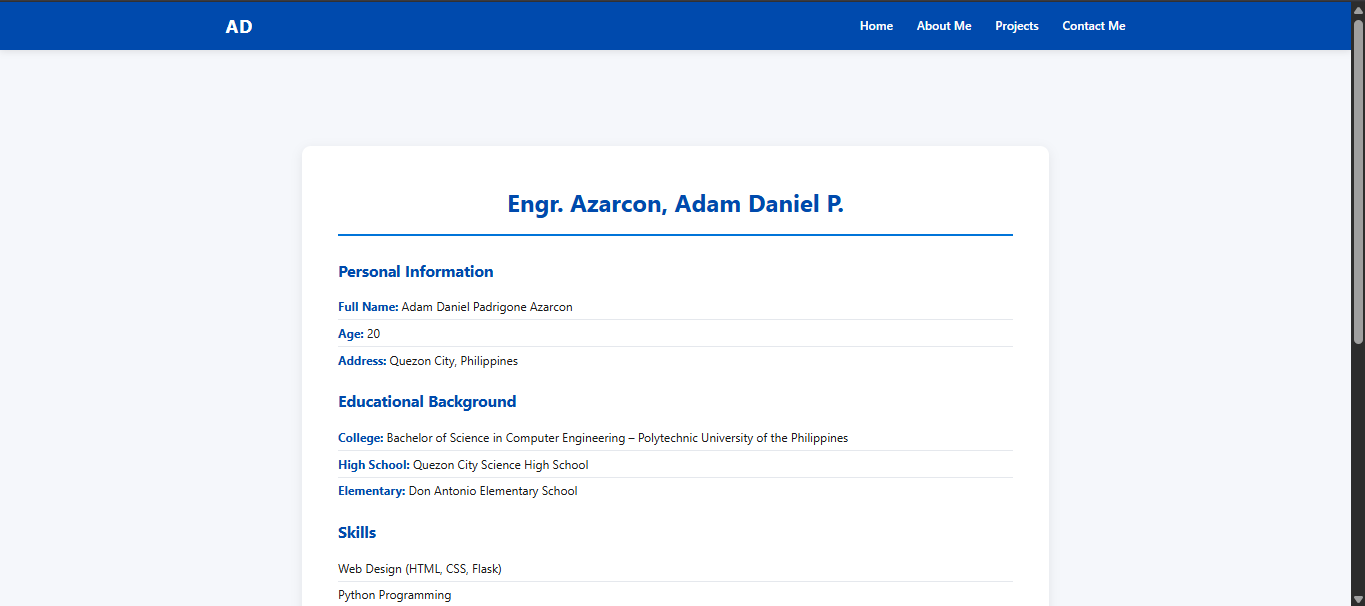 AD
Home About Me Projects Contact Me
Engr. Azarcon, Adam Daniel P.
Personal Information
Full Name: Adam Daniel Padrigone Azarcon
Age: 20
Address: Quezon City, Philippines
Educational Background
College: Bachelor of Science in Computer Engineering – Polytechnic University of the Philippines
High School: Quezon City Science High School
Elementary: Don Antonio Elementary School
Skills
Web Design (HTML, CSS, Flask)
Python Programming